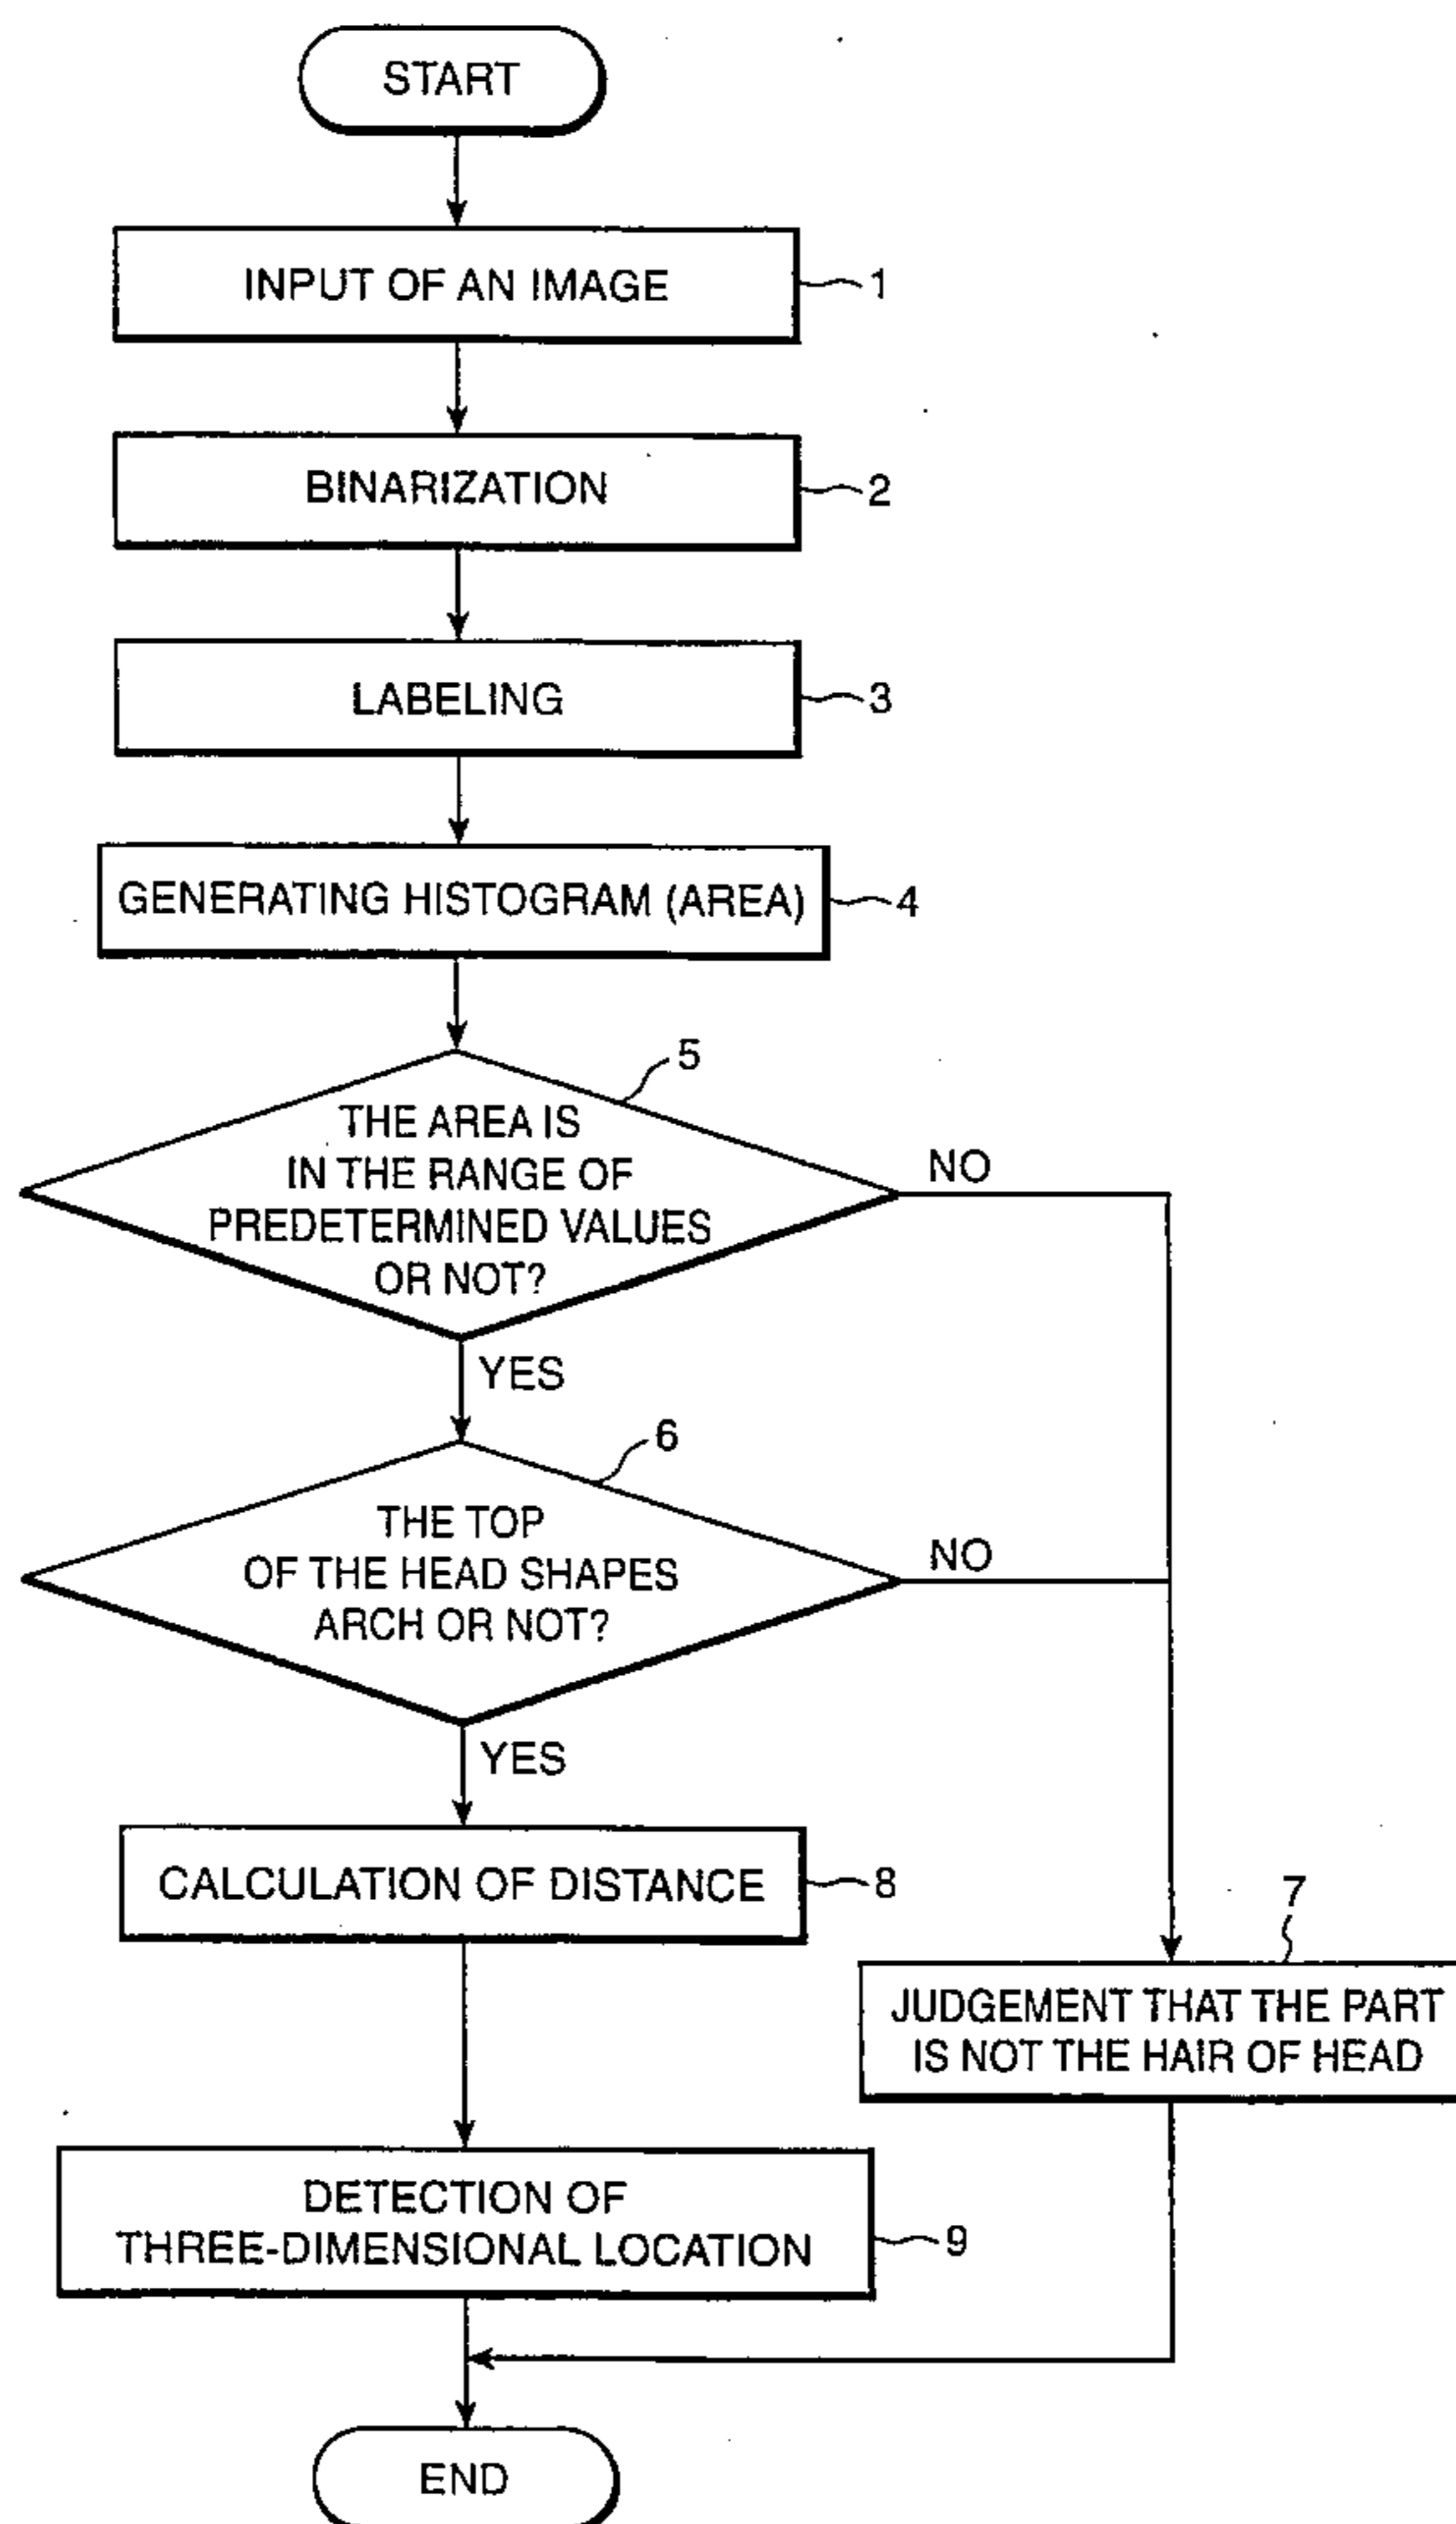 START
INPUT OF AN IMAGE
1
BINARIZATION
2
LABELING
3
GENERATING HISTOGRAM (AREA)
4
5
THE AREA IS
IN THE RANGE OF
PREDETERMINED VALUES
OR NOT?
NO
YES
6
THE TOP
OF THE HEAD SHAPES
ARCH OR NOT?
NO
YES
CALCULATION OF DISTANCE
8
7
JUDGEMENT THAT THE PART
IS NOT THE HAIR OF HEAD
DETECTION OF
THREE-DIMENSIONAL LOCATION
9
END